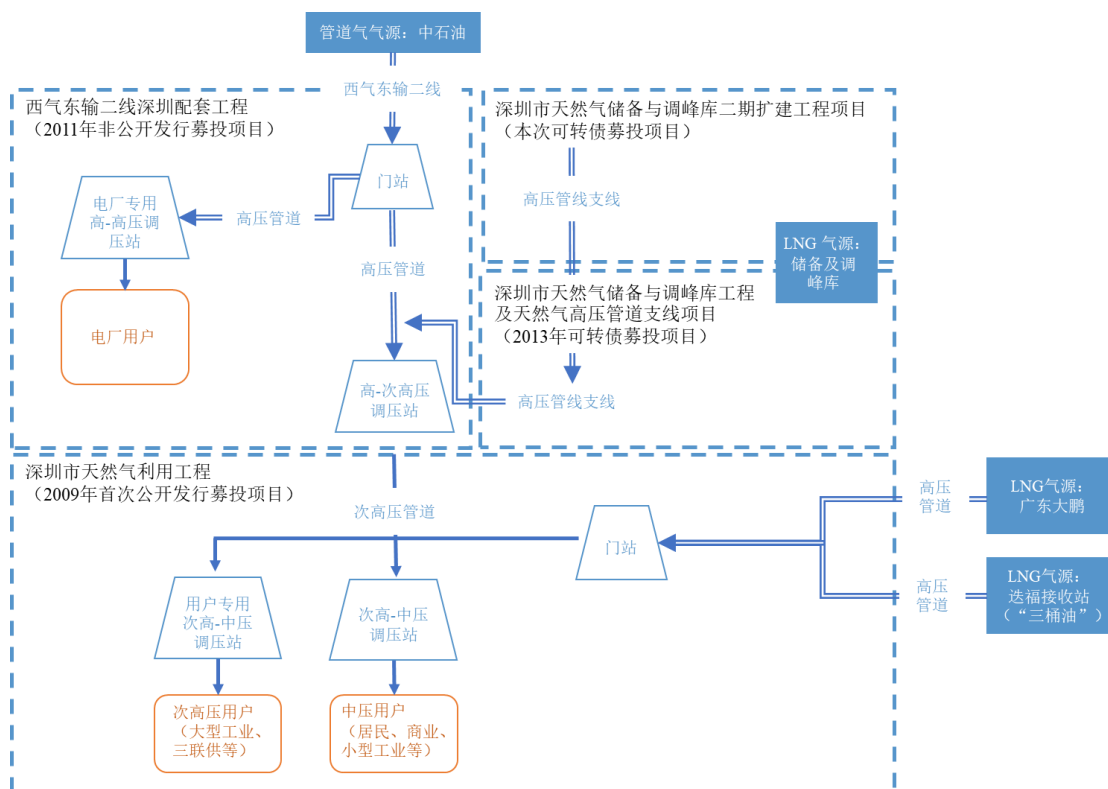 管道气气源：中石油
西气东输二线
西气东输二线深圳配套工程
（2011年非公开发行募投项目）
门站
电厂专用
高-高压调
压站
高压管道
高压管道
电厂用户
高-次高压
调压站
深圳市天然气储备与调峰库二期扩建工程项目
（本次可转债募投项目）
高压管线支线
LNG 气源：
储备及调
峰库
深圳市天然气储备与调峰库工程
及天然气高压管道支线项目
（2013年可转债募投项目）
高压管线支线
深圳市天然气利用工程
（2009年首次公开发行募投项目）
次高压管道
门站
高压
管道
LNG气源：
广东大鹏
高压
管道
LNG气源：
迭福接收站
（“三桶油”）
用户专用
次高-中压
调压站
次高-中压
调压站
次高压用户
（大型工业、
三联供等）
中压用户
（居民、商业、
小型工业等）